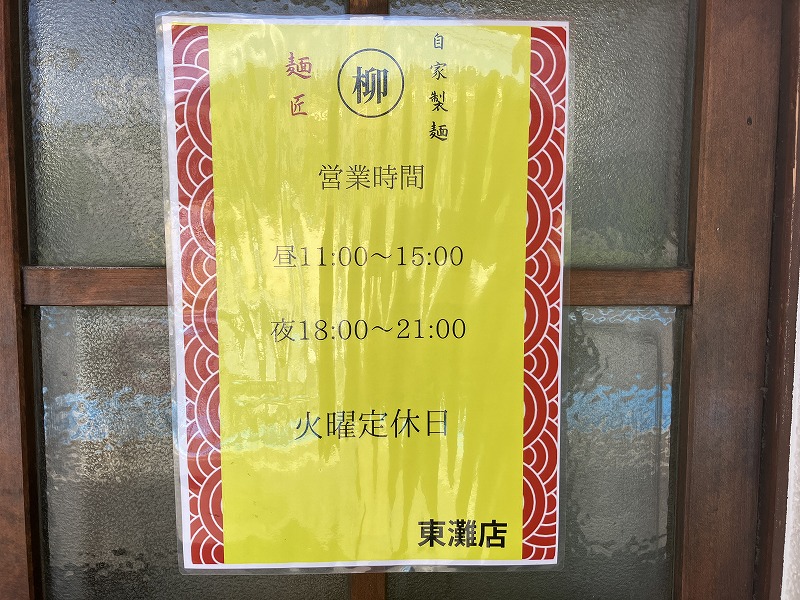 自家製麺
柳
麺匠
営業時間
昼11:00～15:00
夜18:00～21:00
火曜定休日
東灘店